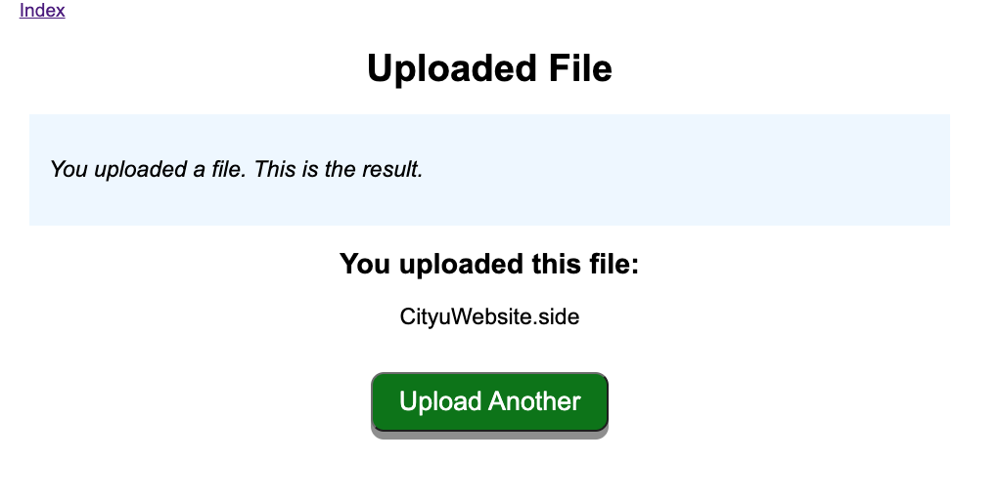 Index
Uploaded File
You uploaded a file. This is the result.
You uploaded this file:
CityuWebsite.side
Upload Another